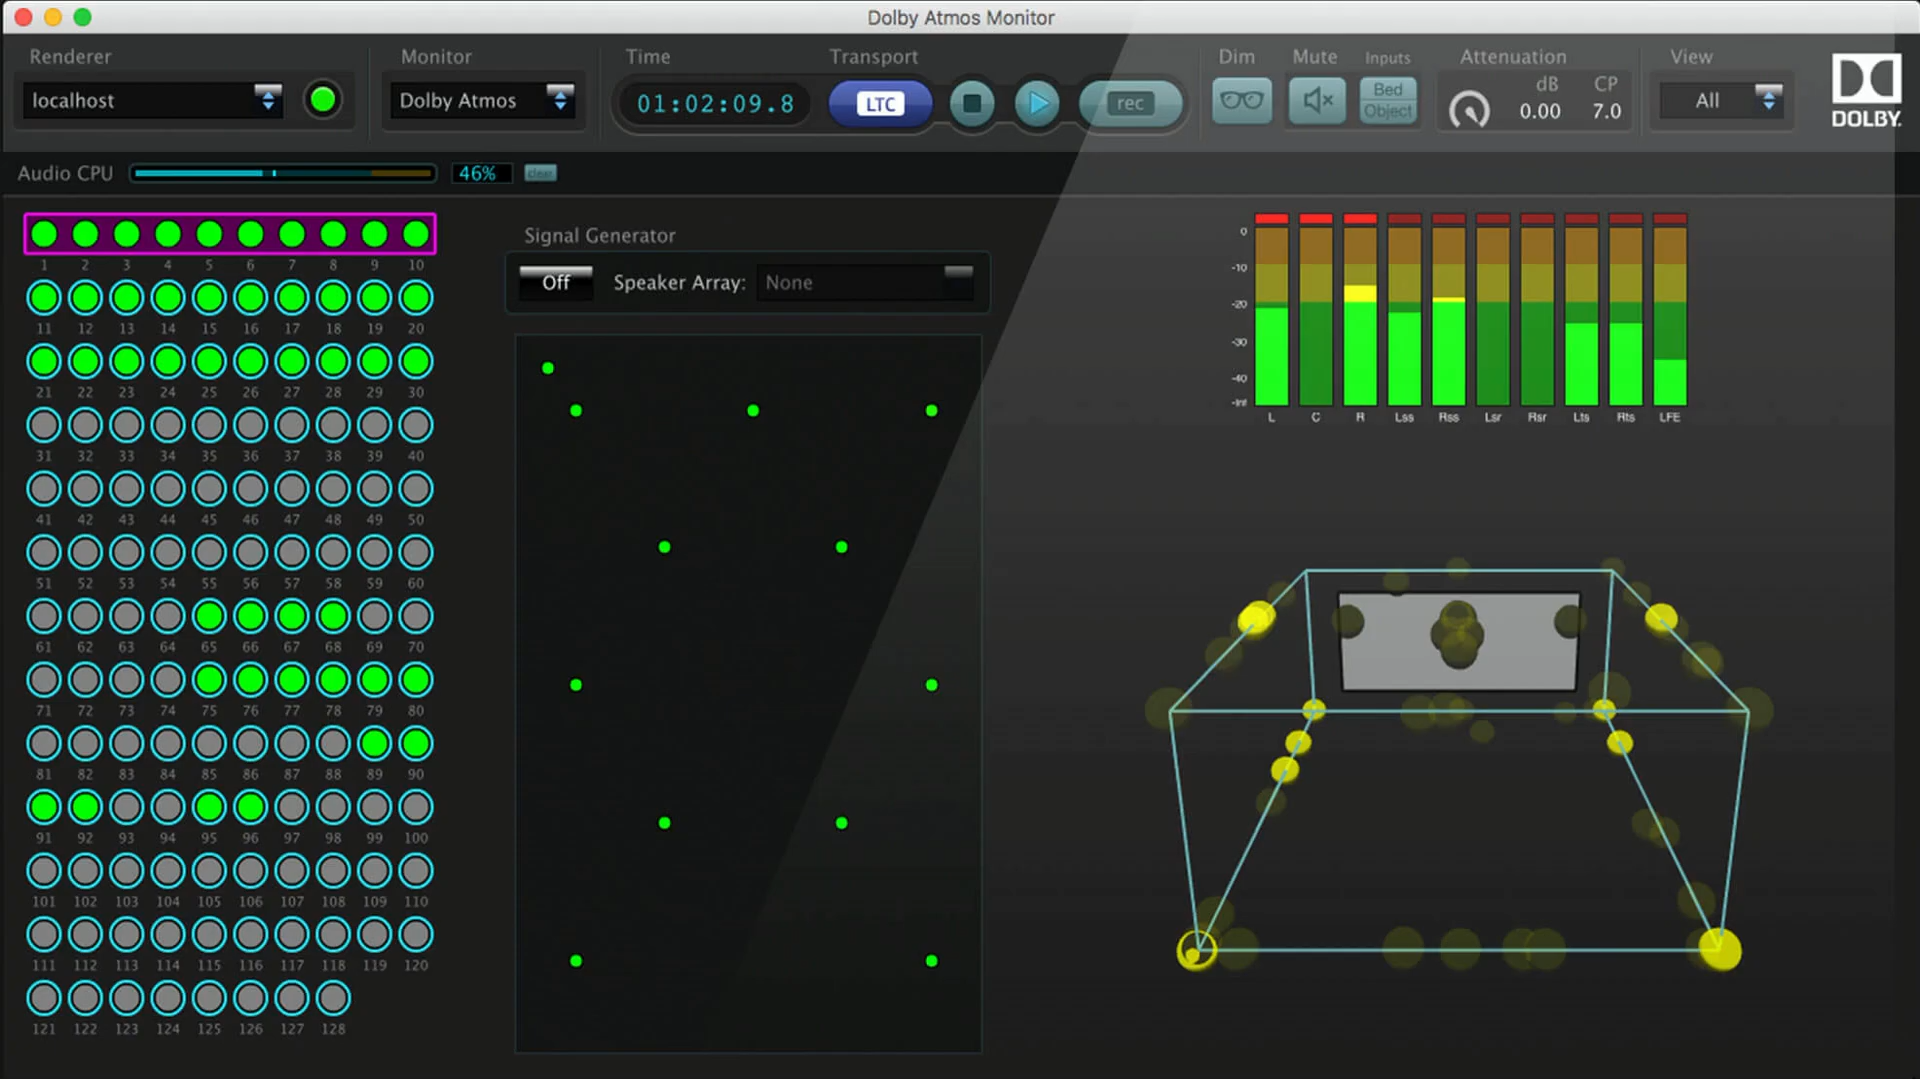 Dolby Atmos Monitor
Renderer Monitor Time Transport Dim Mute Inputs Attenuation View
localhost Dolby Atmos 01:02:09.8 LTC rec Bed Object dB 0.00 CP 7.0 All
DOLBY.
Audio CPU 46% clear
1 2 3 4 5 6 7 8 9 10
11 12 13 14 15 16 17 18 19 20
21 22 23 24 25 26 27 28 29 30
31 32 33 34 35 36 37 38 39 40
41 42 43 44 45 46 47 48 49 50
51 52 53 54 55 56 57 58 59 60
61 62 63 64 65 66 67 68 69 70
71 72 73 74 75 76 77 78 79 80
81 82 83 84 85 86 87 88 89 90
91 92 93 94 95 96 97 98 99 100
101 102 103 104 105 106 107 108 109 110
111 112 113 114 115 116 117 118 119 120
121 122 123 124 125 126 127 128
Signal Generator
Off Speaker Array: None
0
-10
-20
-30
-40
-Inf
L C R Lss Rss Lsr Rsr Lts Rts LFE